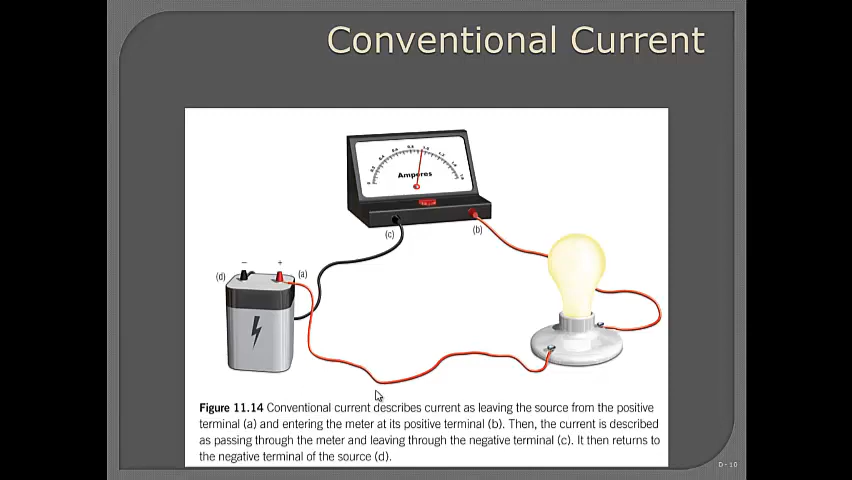 Conventional Current
Amperes
(c)
(b)
− +
(d)
(a)
Figure 11.14 Conventional current describes current as leaving the source from the positive
terminal (a) and entering the meter at its positive terminal (b). Then, the current is described
as passing through the meter and leaving through the negative terminal (c). It then returns to
the negative terminal of the source (d).
D - 10